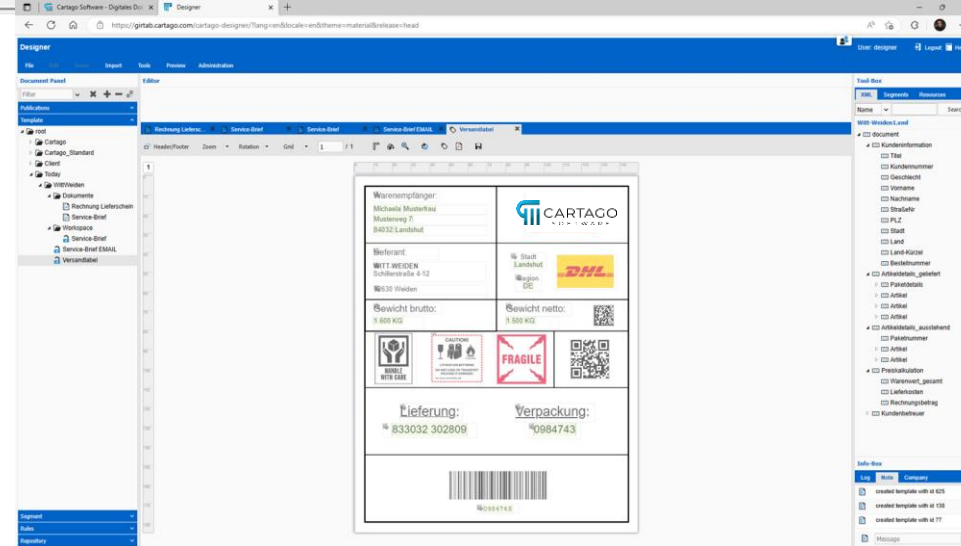 Cartago Software - Digitales Do
Designer
https://girtab.cartago.com/cartago-designer/?lang=en&locale=en&theme=material&release=head
Designer
User: designer
Logout
File
Import
Tools
Preview
Administration
Document Panel
Editor
Tool-Box
Filter
XML
Segments
Resources
Publications
Name
Template
Witt-Weiden1.xml
root
Cartago
Cartago_Standard
Client
Today
WittWeiden
Dokumente
Rechnung Lieferschein
Service-Brief
Workspace
Service-Brief
Service-Brief EMAIL
Versandlabel
Segment
Rules
Repository
Rechnung Liefersc...
Service-Brief
Service-Brief
Service-Brief EMAIL
Versandlabel
Header/Footer
Zoom
Rotation
Grid
1
/ 1
1
Warenempfänger:
Michaela Musterfrau
Musterweg 7
84032 Landshut
CARTAGO
SOFTWARE
Lieferant:
WITT WEIDEN
Schillerstraße 4-12
Weiden
Stadt
Landshut
Region
DE
DHL
Gewicht brutto:
1.600 KG
Gewicht netto:
1.500 KG
HANDLE
WITH CARE
CAUTION!
FRAGILE
Lieferung:
833032 302809
Verpackung:
0984743
document
Kundeninformation
Titel
Kundennummer
Geschlecht
Vorname
Nachname
StraßeNr
PLZ
Stadt
Land
Land-Kürzel
Bestellnummer
Artikeldetails_geliefert
Paketdetails
Artikel
Artikel
Artikel
Artikeldetails_ausstehend
Paketnummer
Artikel
Artikel
Preiskalkulation
Warenwert_gesamt
Lieferkosten
Rechnungsbetrag
Kundenbetreuer
Info-Box
Log
Note
Company
created template with id 625
created template with id 138
created template with id 77
Message